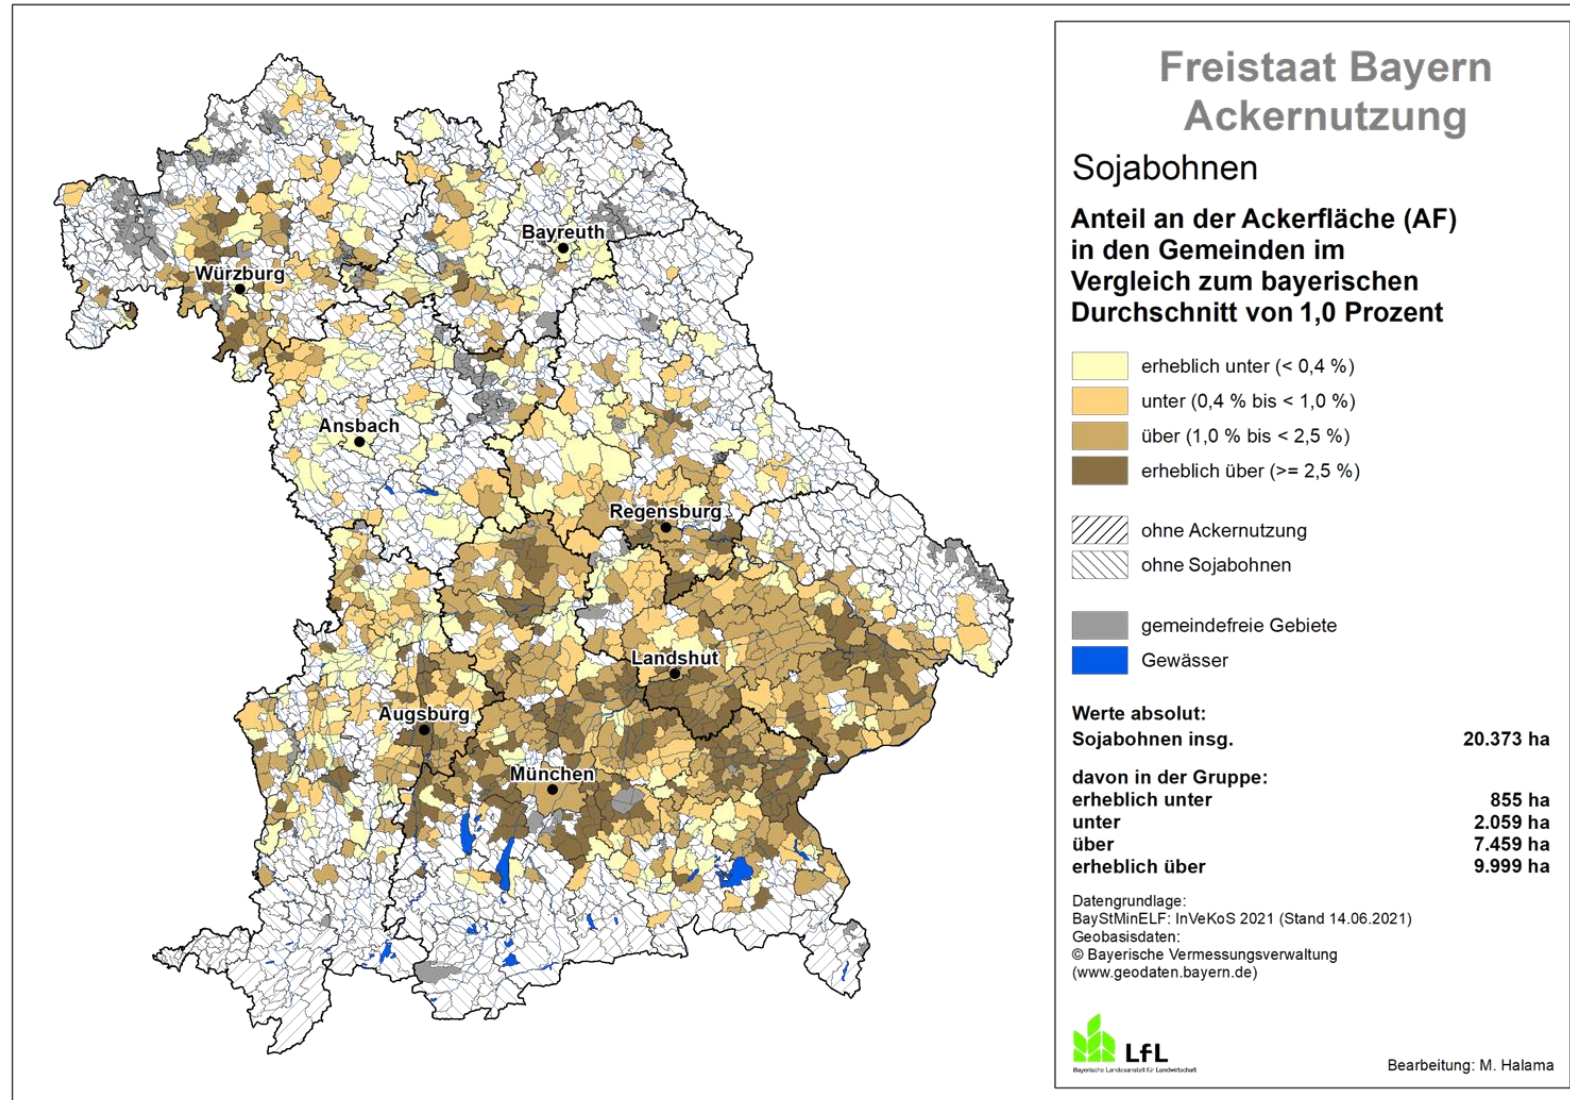 Freistaat Bayern
Ackernutzung
Sojabohnen
Anteil an der Ackerfläche (AF)
in den Gemeinden im
Vergleich zum bayerischen
Durchschnitt von 1,0 Prozent
erheblich unter (< 0,4 %)
unter (0,4 % bis < 1,0 %)
über (1,0 % bis < 2,5 %)
erheblich über (>= 2,5 %)
ohne Ackernutzung
ohne Sojabohnen
gemeindefreie Gebiete
Gewässer
Werte absolut:
Sojabohnen insg. 20.373 ha
davon in der Gruppe:
erheblich unter 855 ha
unter 2.059 ha
über 7.459 ha
erheblich über 9.999 ha
Datengrundlage:
BayStMinELF: InVeKoS 2021 (Stand 14.06.2021)
Geobasisdaten:
© Bayerische Vermessungsverwaltung
(www.geodaten.bayern.de)
LfL
Bayerische Landesanstalt für Landwirtschaft
Bearbeitung: M. Halama
Bayreuth
Würzburg
Ansbach
Regensburg
Landshut
Augsburg
München